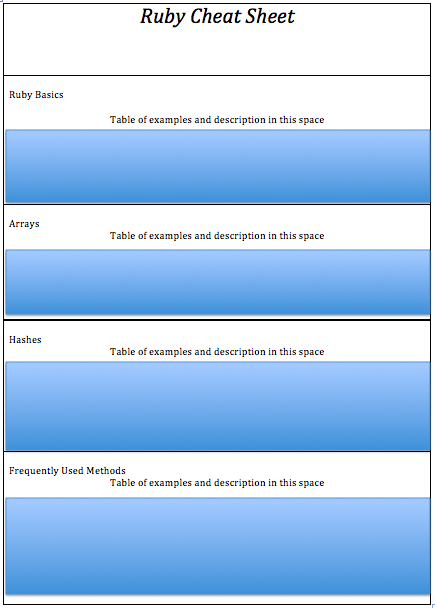 Ruby Cheat Sheet
Ruby Basics
Table of examples and description in this space
Arrays
Table of examples and description in this space
Hashes
Table of examples and description in this space
Frequently Used Methods
Table of examples and description in this space